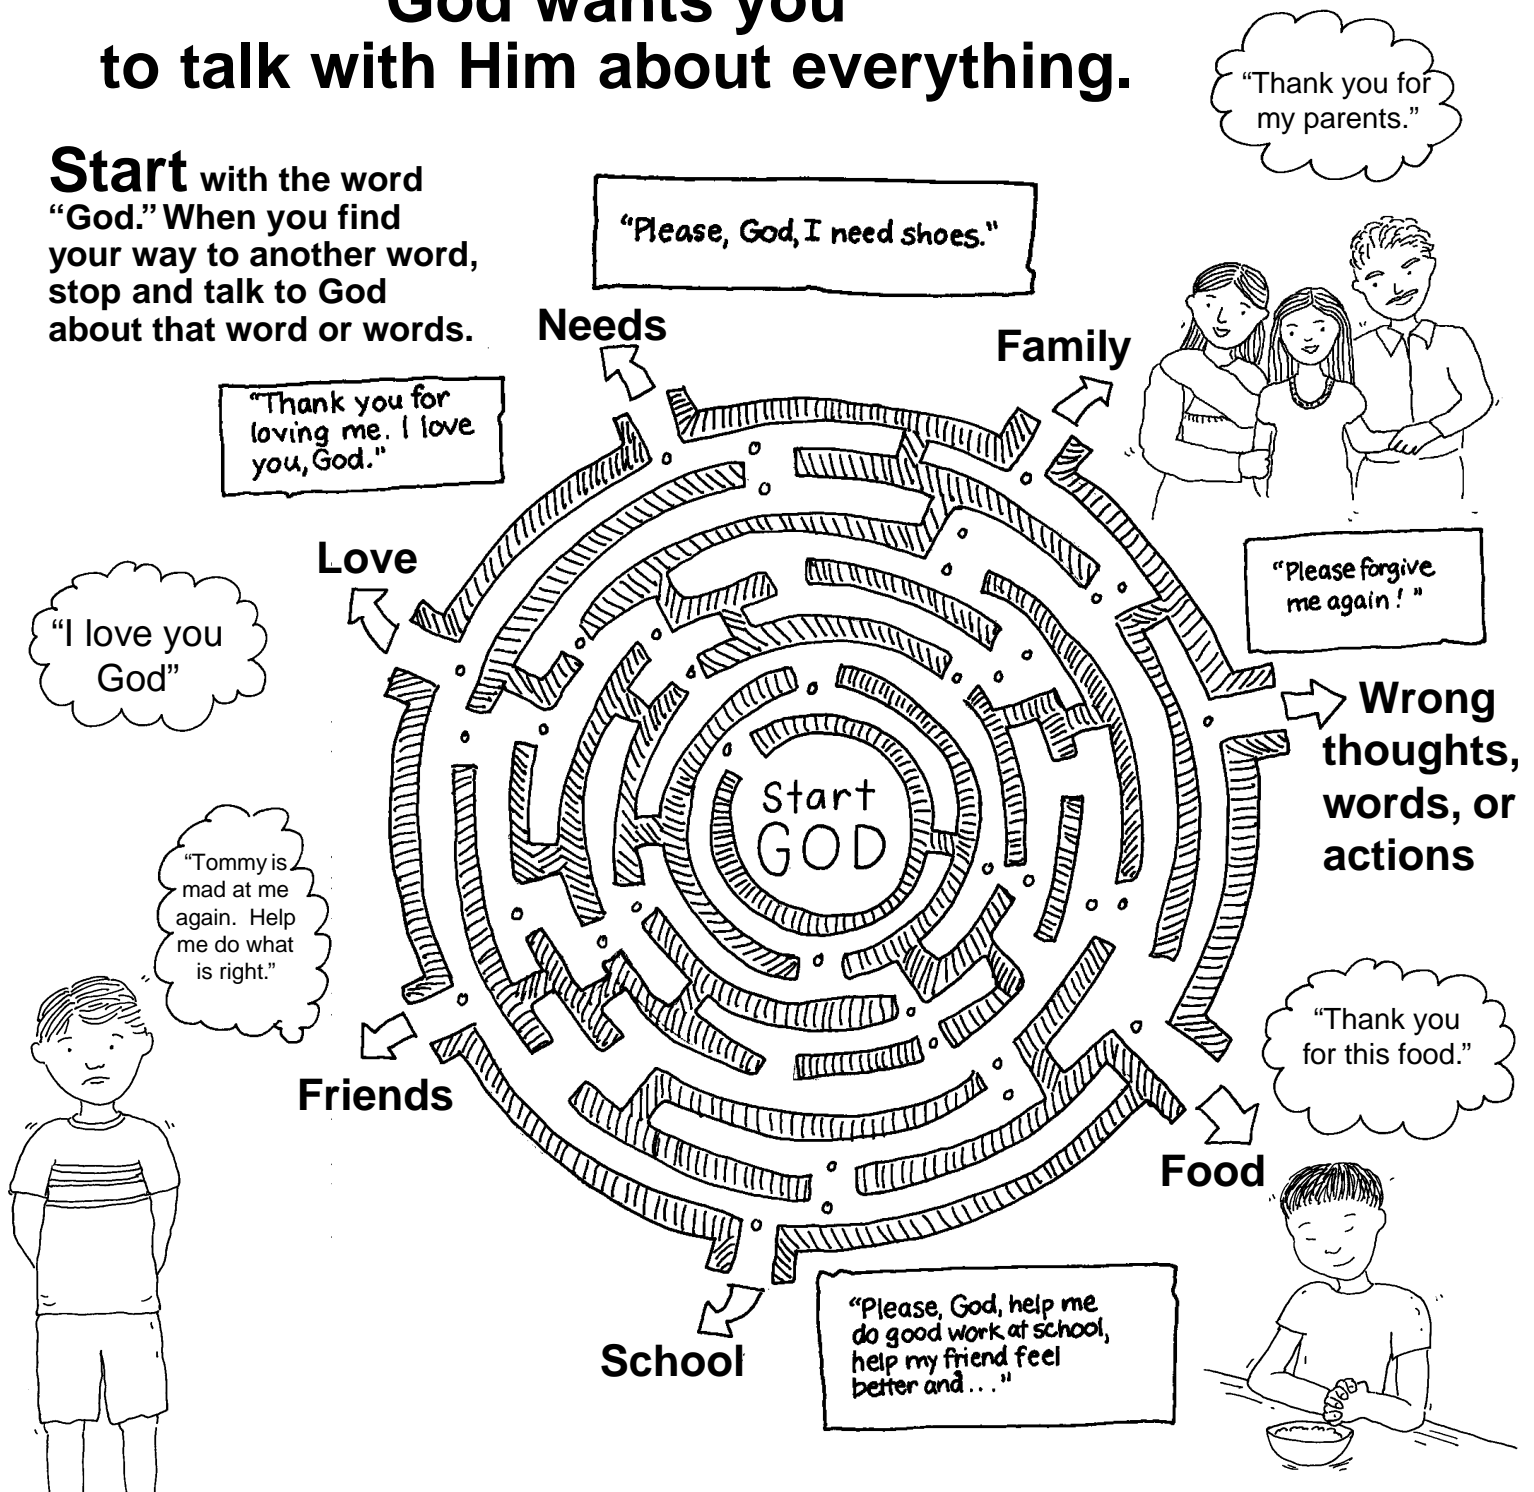 God wants you
to talk with Him about everything.
“Thank you for
my parents.”
Start with the word
“God.” When you find
your way to another word,
stop and talk to God
about that word or words.
“Please, God, I need shoes.”
Needs
Family
“Thank you for
loving me. I love
you, God.”
Love
“Please forgive
me again! ”
“I love you
God”
Wrong
thoughts,
words, or
actions
Start
GOD
“Tommy is
mad at me
again. Help
me do what
is right.”
“Thank you
for this food.”
Friends
Food
School
“Please, God, help me
do good work at school,
help my friend feel
better and...”